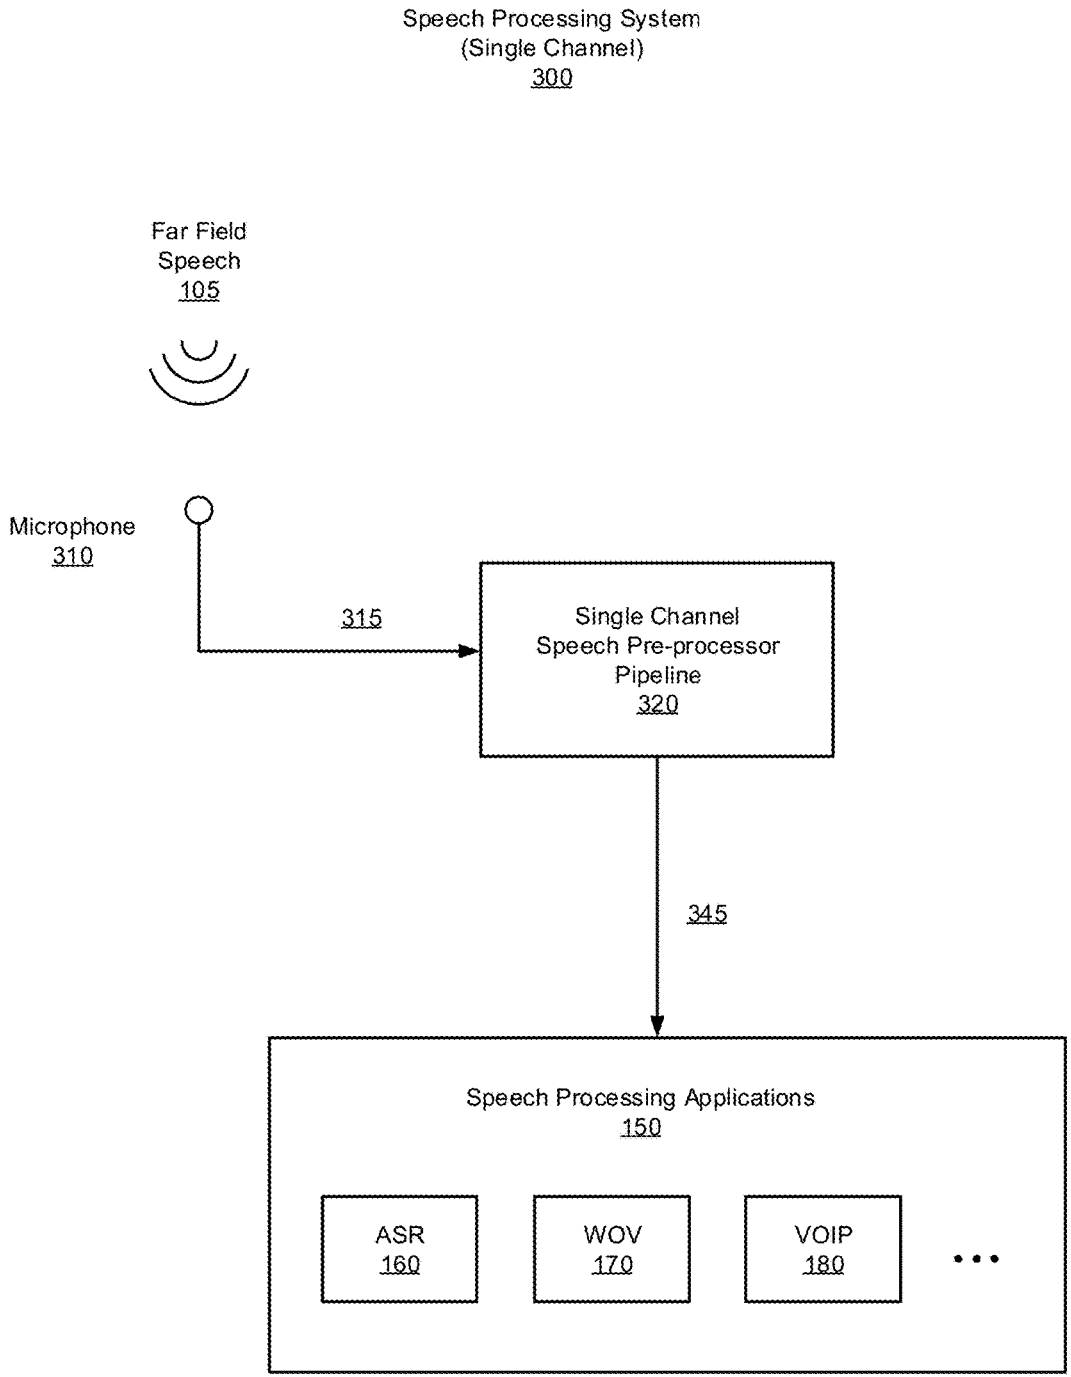 Speech Processing System
(Single Channel)
300
Far Field
Speech
105
Microphone
310
315
Single Channel
Speech Pre-processor
Pipeline
320
345
Speech Processing Applications
150
ASR
160
WOV
170
VOIP
180
...